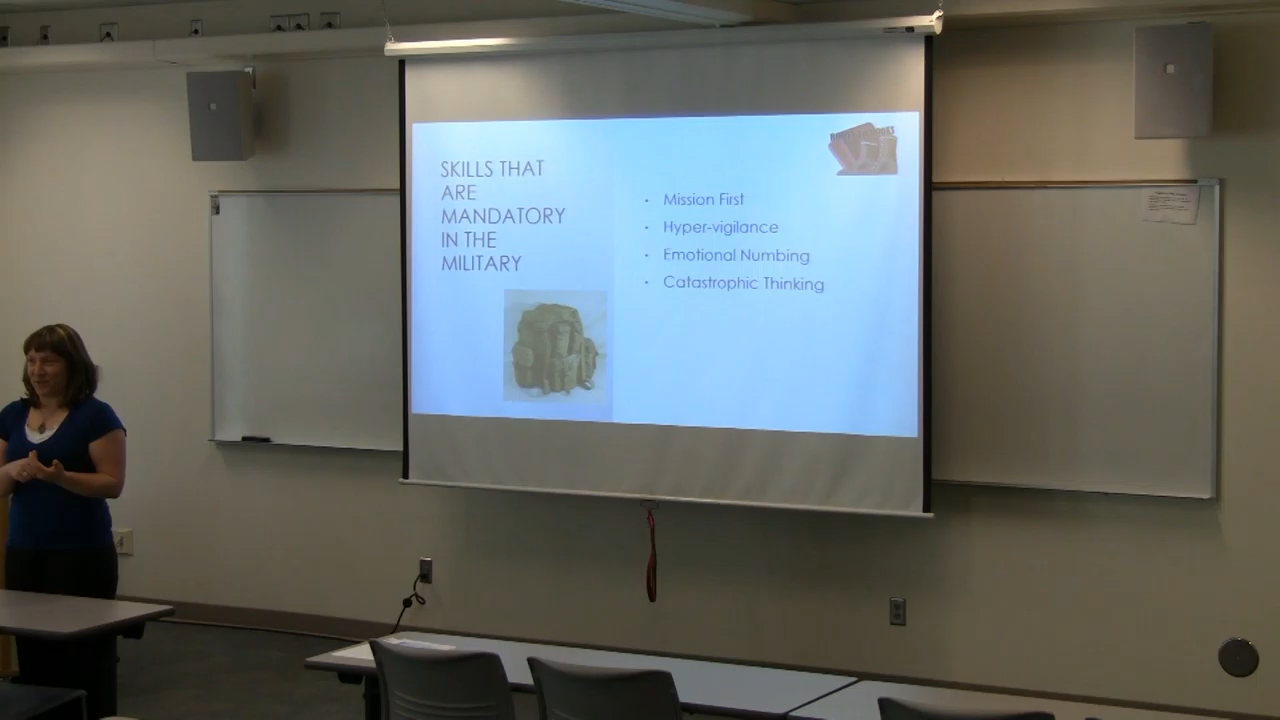 SKILLS THAT
ARE
MANDATORY
IN THE
MILITARY
• Mission First
• Hyper-vigilance
• Emotional Numbing
• Catastrophic Thinking